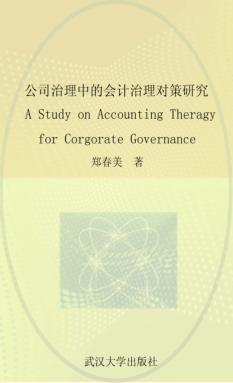 公司治理中的会计治理对策研究
A Study on Accounting Theragy
for Corgorate Governance
郑春美 著
武汉大学出版社